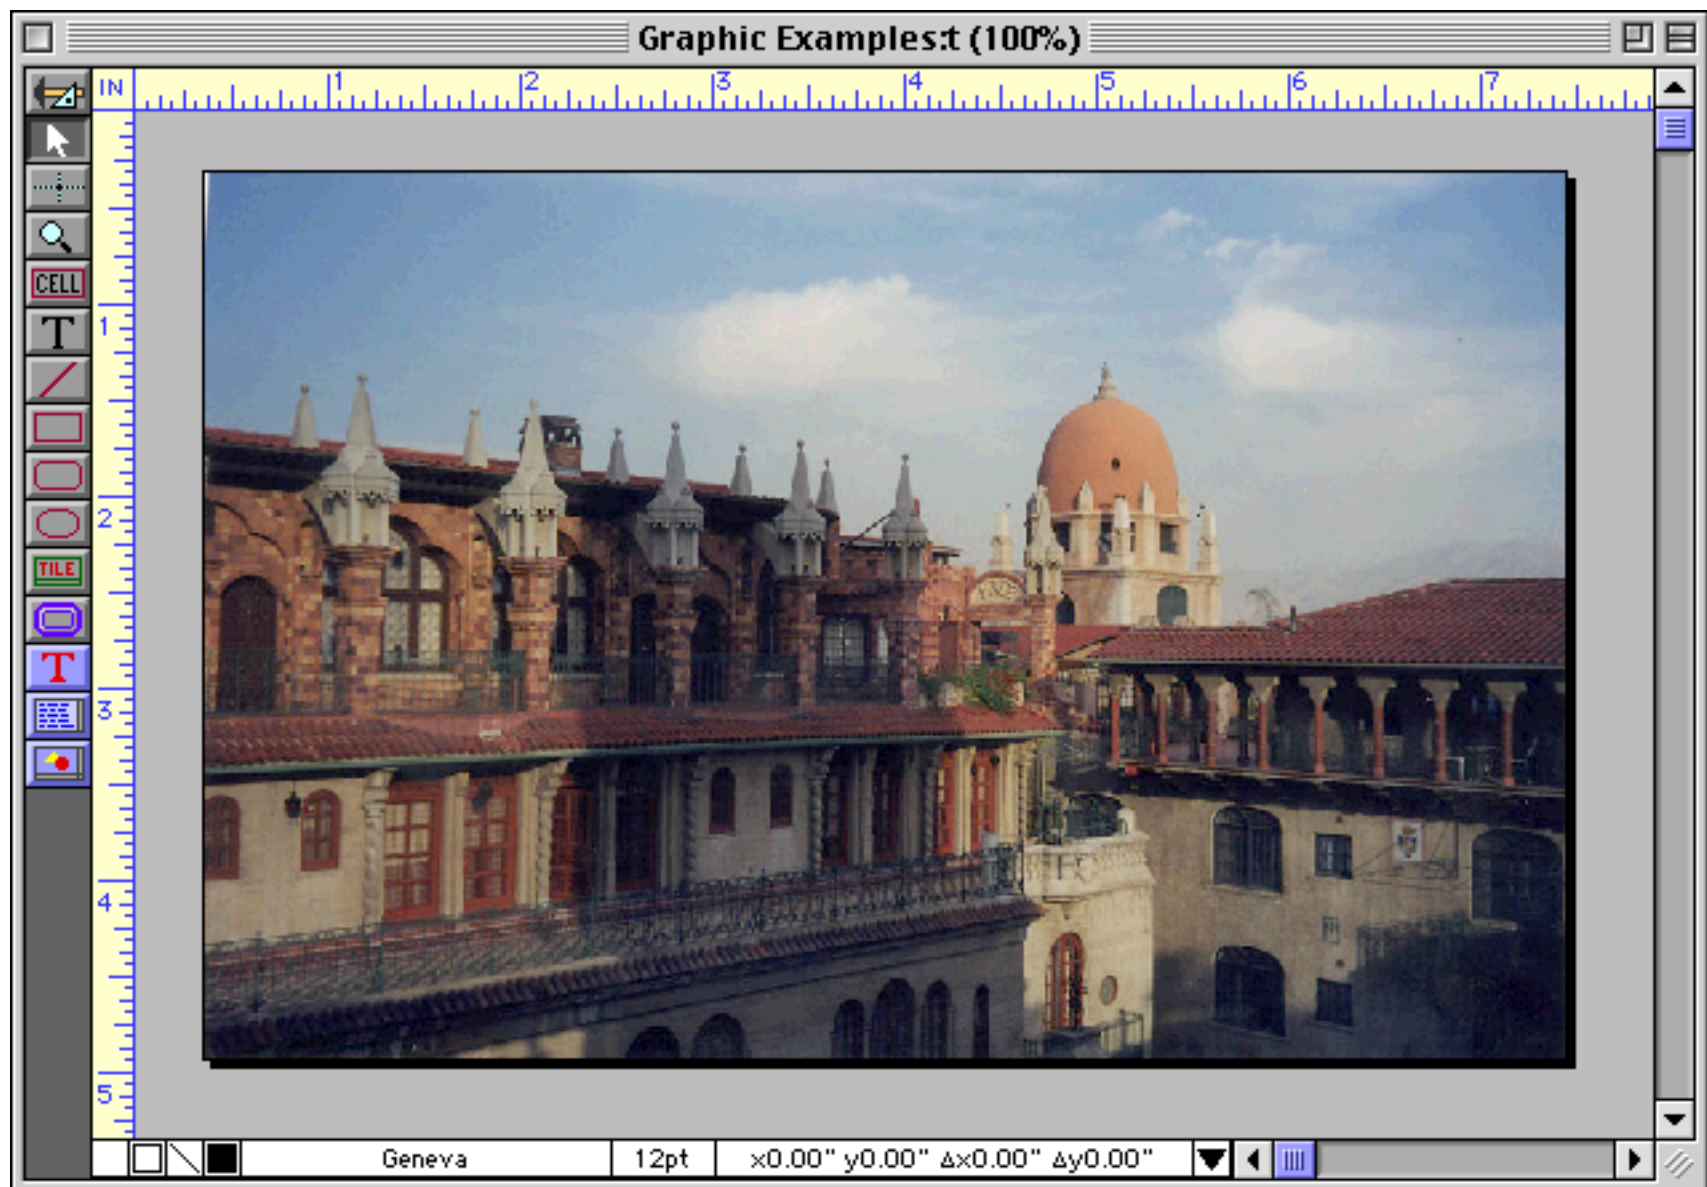 Graphic Examples:t (100%)
IN 1 2 3 4 5 6 7
CELL
T
1
TILE
2
T
3
4
5
Geneva 12pt x0.00" y0.00" Δx0.00" Δy0.00"